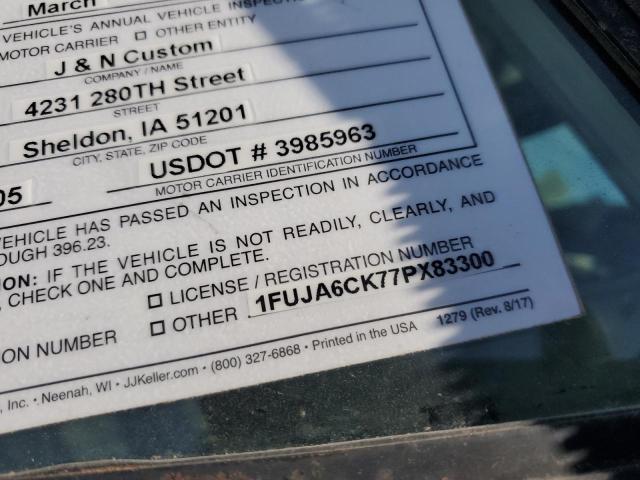 March
VEHICLE'S ANNUAL VEHICLE INSPEC
MOTOR CARRIER □ OTHER ENTITY
J & N Custom
COMPANY / NAME
4231 280TH Street
STREET
Sheldon, IA 51201
CITY, STATE, ZIP CODE
05
USDOT # 3985963
MOTOR CARRIER IDENTIFICATION NUMBER
VEHICLE HAS PASSED AN INSPECTION IN ACCORDANCE
OUGH 396.23.
ON: IF THE VEHICLE IS NOT READILY, CLEARLY, AND
, CHECK ONE AND COMPLETE.
□ LICENSE / REGISTRATION NUMBER
ON NUMBER □ OTHER 1FUJA6CK77PX83300
, Inc. • Neenah, WI • JJKeller.com • (800) 327-6868 • Printed in the USA 1279 (Rev. 8/17)